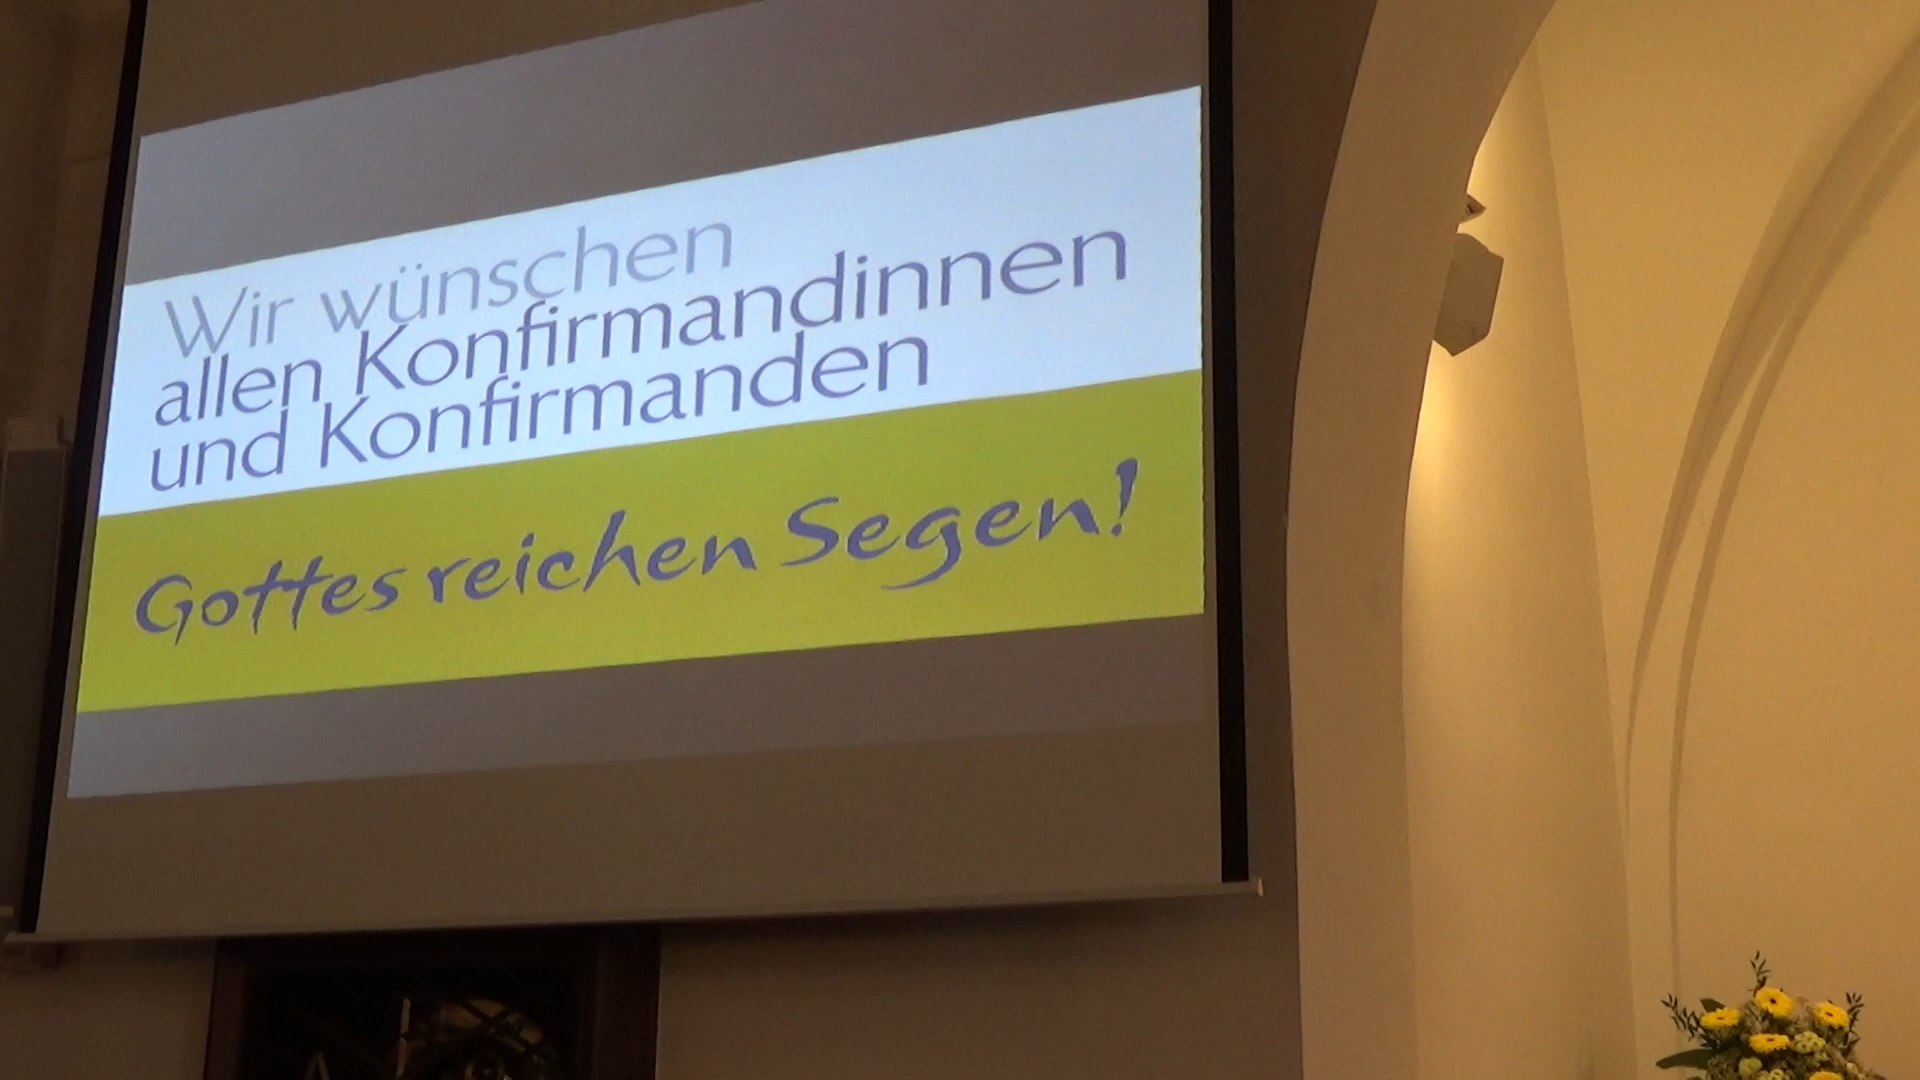 Wir wünschen
allen Konfirmandinnen
und Konfirmanden
Gottes reichen Segen!